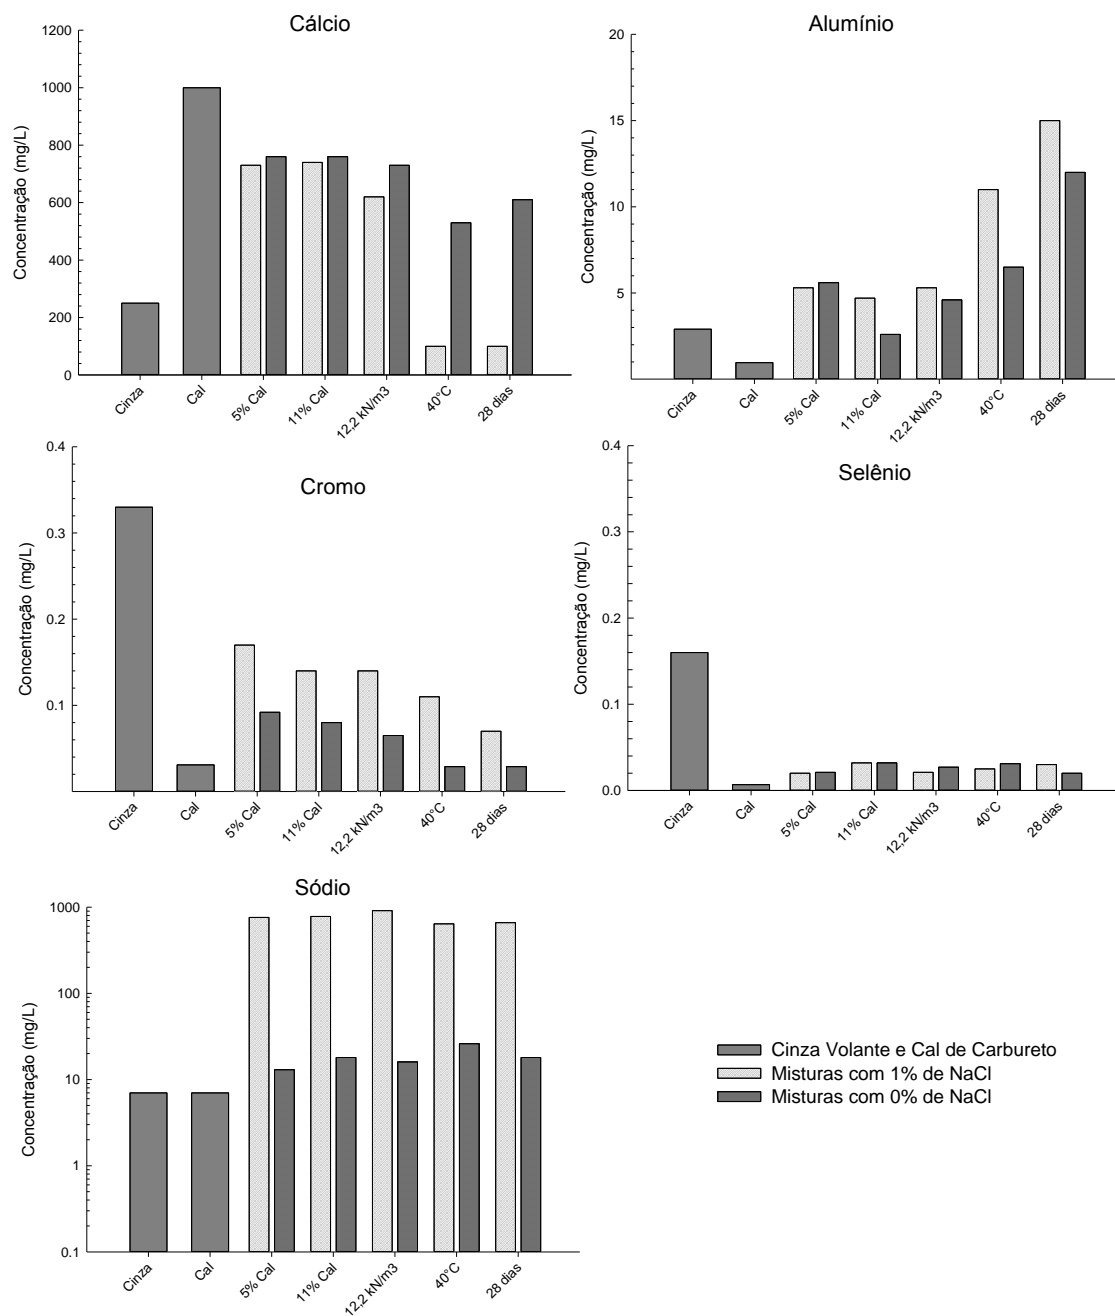 Cálcio
Concentração (mg/L)
1200
1000
800
600
400
200
0
Cinza
Cal
5% Cal
11% Cal
12,2 kN/m3
40°C
28 dias
Alumínio
Concentração (mg/L)
20
15
10
5
Cinza
Cal
5% Cal
11% Cal
12,2 kN/m3
40°C
28 dias
Cromo
Concentração (mg/L)
0.4
0.3
0.2
0.1
Cinza
Cal
5% Cal
11% Cal
12,2 kN/m3
40°C
28 dias
Selênio
Concentração (mg/L)
0.4
0.3
0.2
0.1
0.0
Cinza
Cal
5% Cal
11% Cal
12,2 kN/m3
40°C
28 dias
Sódio
Concentração (mg/L)
1000
100
10
1
0.1
Cinza
Cal
5% Cal
11% Cal
12,2 kN/m3
40°C
28 dias
Cinza Volante e Cal de Carbureto
Misturas com 1% de NaCl
Misturas com 0% de NaCl